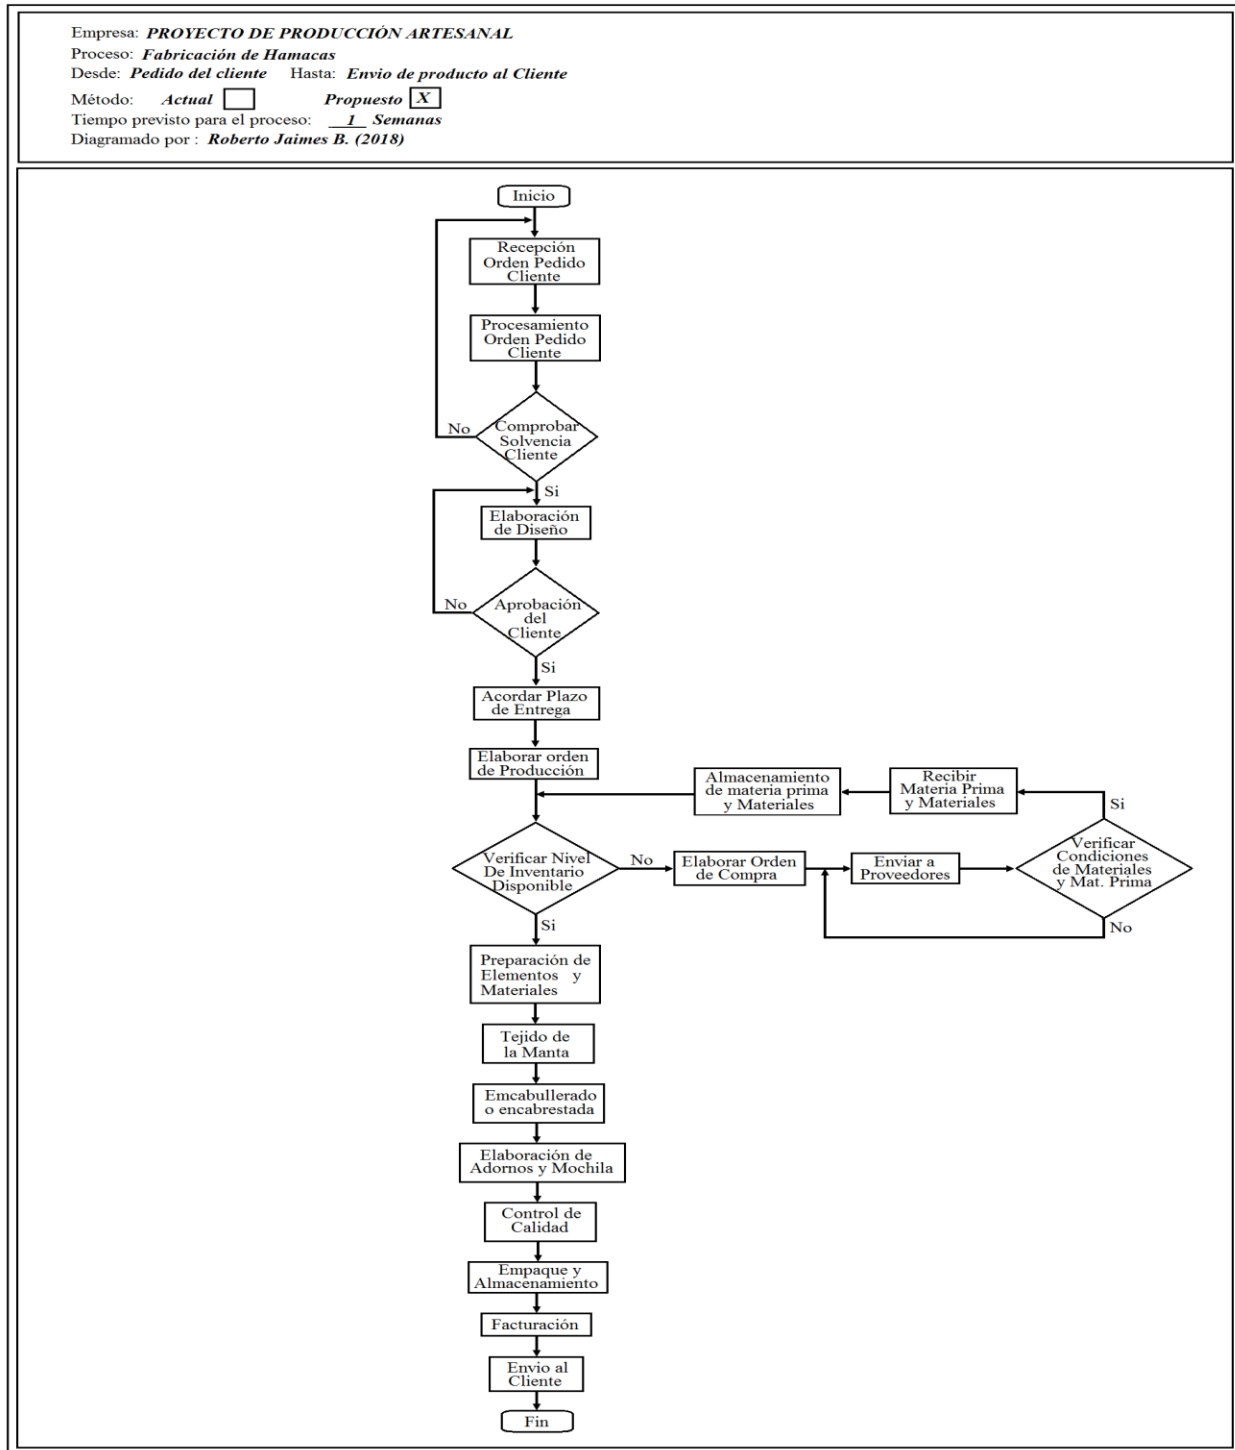 Empresa: PROYECTO DE PRODUCCIÓN ARTESANAL
Proceso: Fabricación de Hamacas
Desde: Pedido del cliente Hasta: Envio de producto al Cliente
Método: Actual Propuesto X
Tiempo previsto para el proceso: 1 Semanas
Diagramado por : Roberto Jaimes B. (2018)
Inicio
Recepción
Orden Pedido
Cliente
Procesamiento
Orden Pedido
Cliente
No
Comprobar
Solvencia
Cliente
Si
Elaboración
de Diseño
No
Aprobación
del
Cliente
Si
Acordar Plazo
de Entrega
Elaborar orden
de Producción
Almacenamiento
de materia prima
y Materiales
Recibir
Materia Prima
y Materiales
Si
Verificar Nivel
De Inventario
Disponible
No
Elaborar Orden
de Compra
Enviar a
Proveedores
Verificar
Condiciones
de Materiales
y Mat. Prima
No
Si
Preparación de
Elementos y
Materiales
Tejido de
la Manta
Emcabullerado
o encabrestada
Elaboración de
Adornos y Mochila
Control de
Calidad
Empaque y
Almacenamiento
Facturación
Envio al
Cliente
Fin